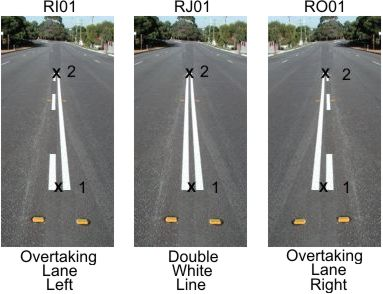 RI01
RJ01
RO01
x 2
x 2
x 2
x 1
x 1
x 1
Overtaking
Lane
Left
Double
White
Line
Overtaking
Lane
Right